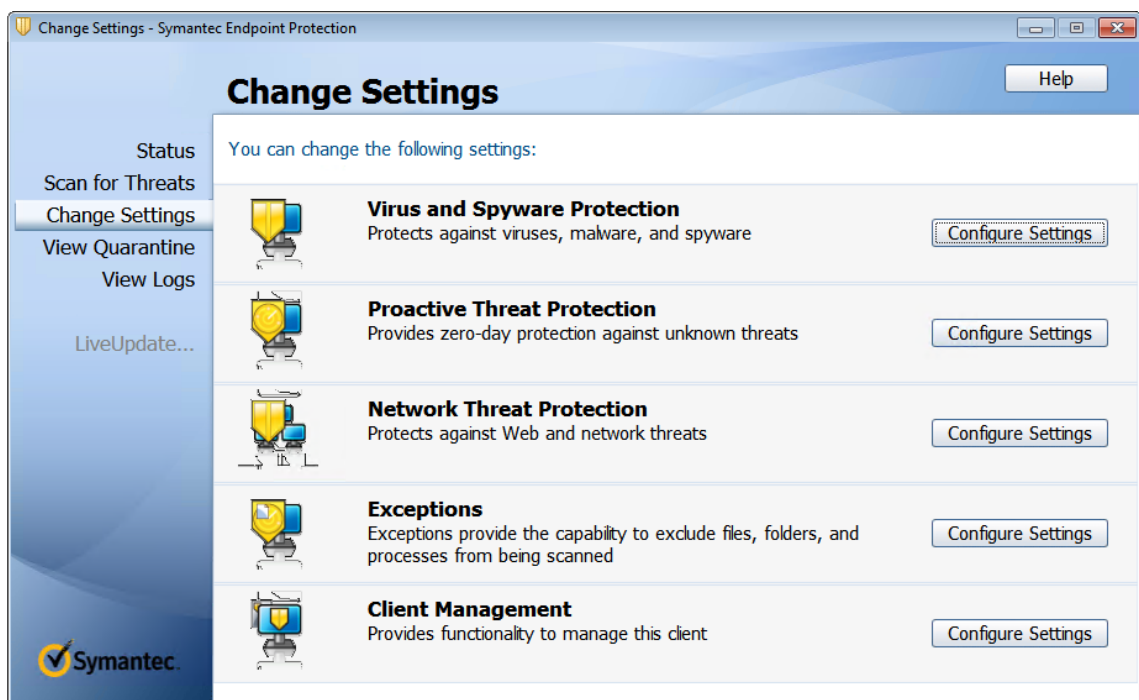 Change Settings - Symantec Endpoint Protection
Change Settings
Help
Status
Scan for Threats
Change Settings
View Quarantine
View Logs
LiveUpdate...
You can change the following settings:
Virus and Spyware Protection
Protects against viruses, malware, and spyware
Configure Settings
Proactive Threat Protection
Provides zero-day protection against unknown threats
Configure Settings
Network Threat Protection
Protects against Web and network threats
Configure Settings
Exceptions
Exceptions provide the capability to exclude files, folders, and
processes from being scanned
Configure Settings
Client Management
Provides functionality to manage this client
Configure Settings
Symantec.